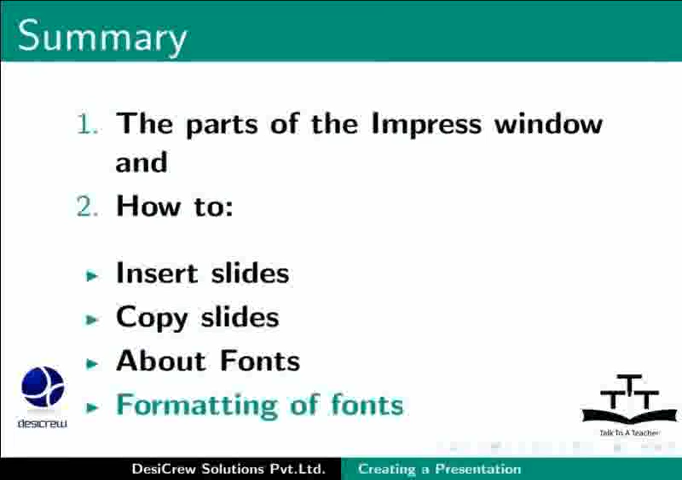 Summary
1. The parts of the Impress window
and
2. How to:
► Insert slides
► Copy slides
► About Fonts
► Formatting of fonts
desicrew
TTT
Talk To A Teacher
DesiCrew Solutions Pvt.Ltd. Creating a Presentation